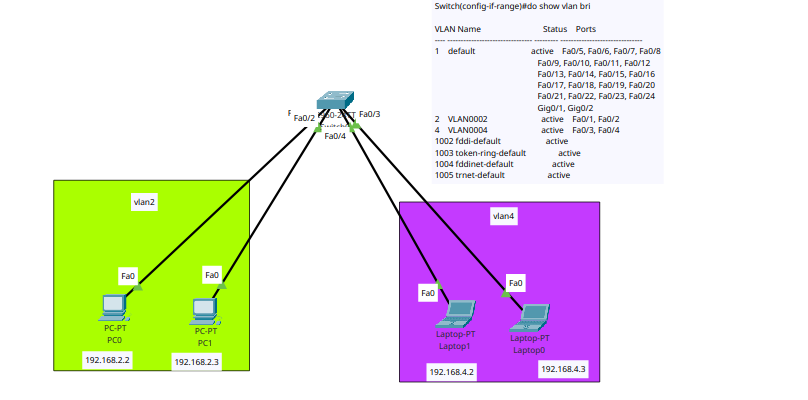 Switch(config-if-range)#do show vlan bri
VLAN Name Status Ports
---- -------------------------------- --------- -------------------------------
1 default active Fa0/5, Fa0/6, Fa0/7, Fa0/8
Fa0/9, Fa0/10, Fa0/11, Fa0/12
Fa0/13, Fa0/14, Fa0/15, Fa0/16
Fa0/17, Fa0/18, Fa0/19, Fa0/20
Fa0/21, Fa0/22, Fa0/23, Fa0/24
Gig0/1, Gig0/2
2 VLAN0002 active Fa0/1, Fa0/2
4 VLAN0004 active Fa0/3, Fa0/4
1002 fddi-default active
1003 token-ring-default active
1004 fddinet-default active
1005 trnet-default active
Fa0/2
Fa0/3
Fa0/4
vlan2
Fa0
Fa0
PC-PT
PC0
PC-PT
PC1
192.168.2.2
192.168.2.3
vlan4
Fa0
Fa0
Laptop-PT
Laptop1
Laptop-PT
Laptop0
192.168.4.2
192.168.4.3